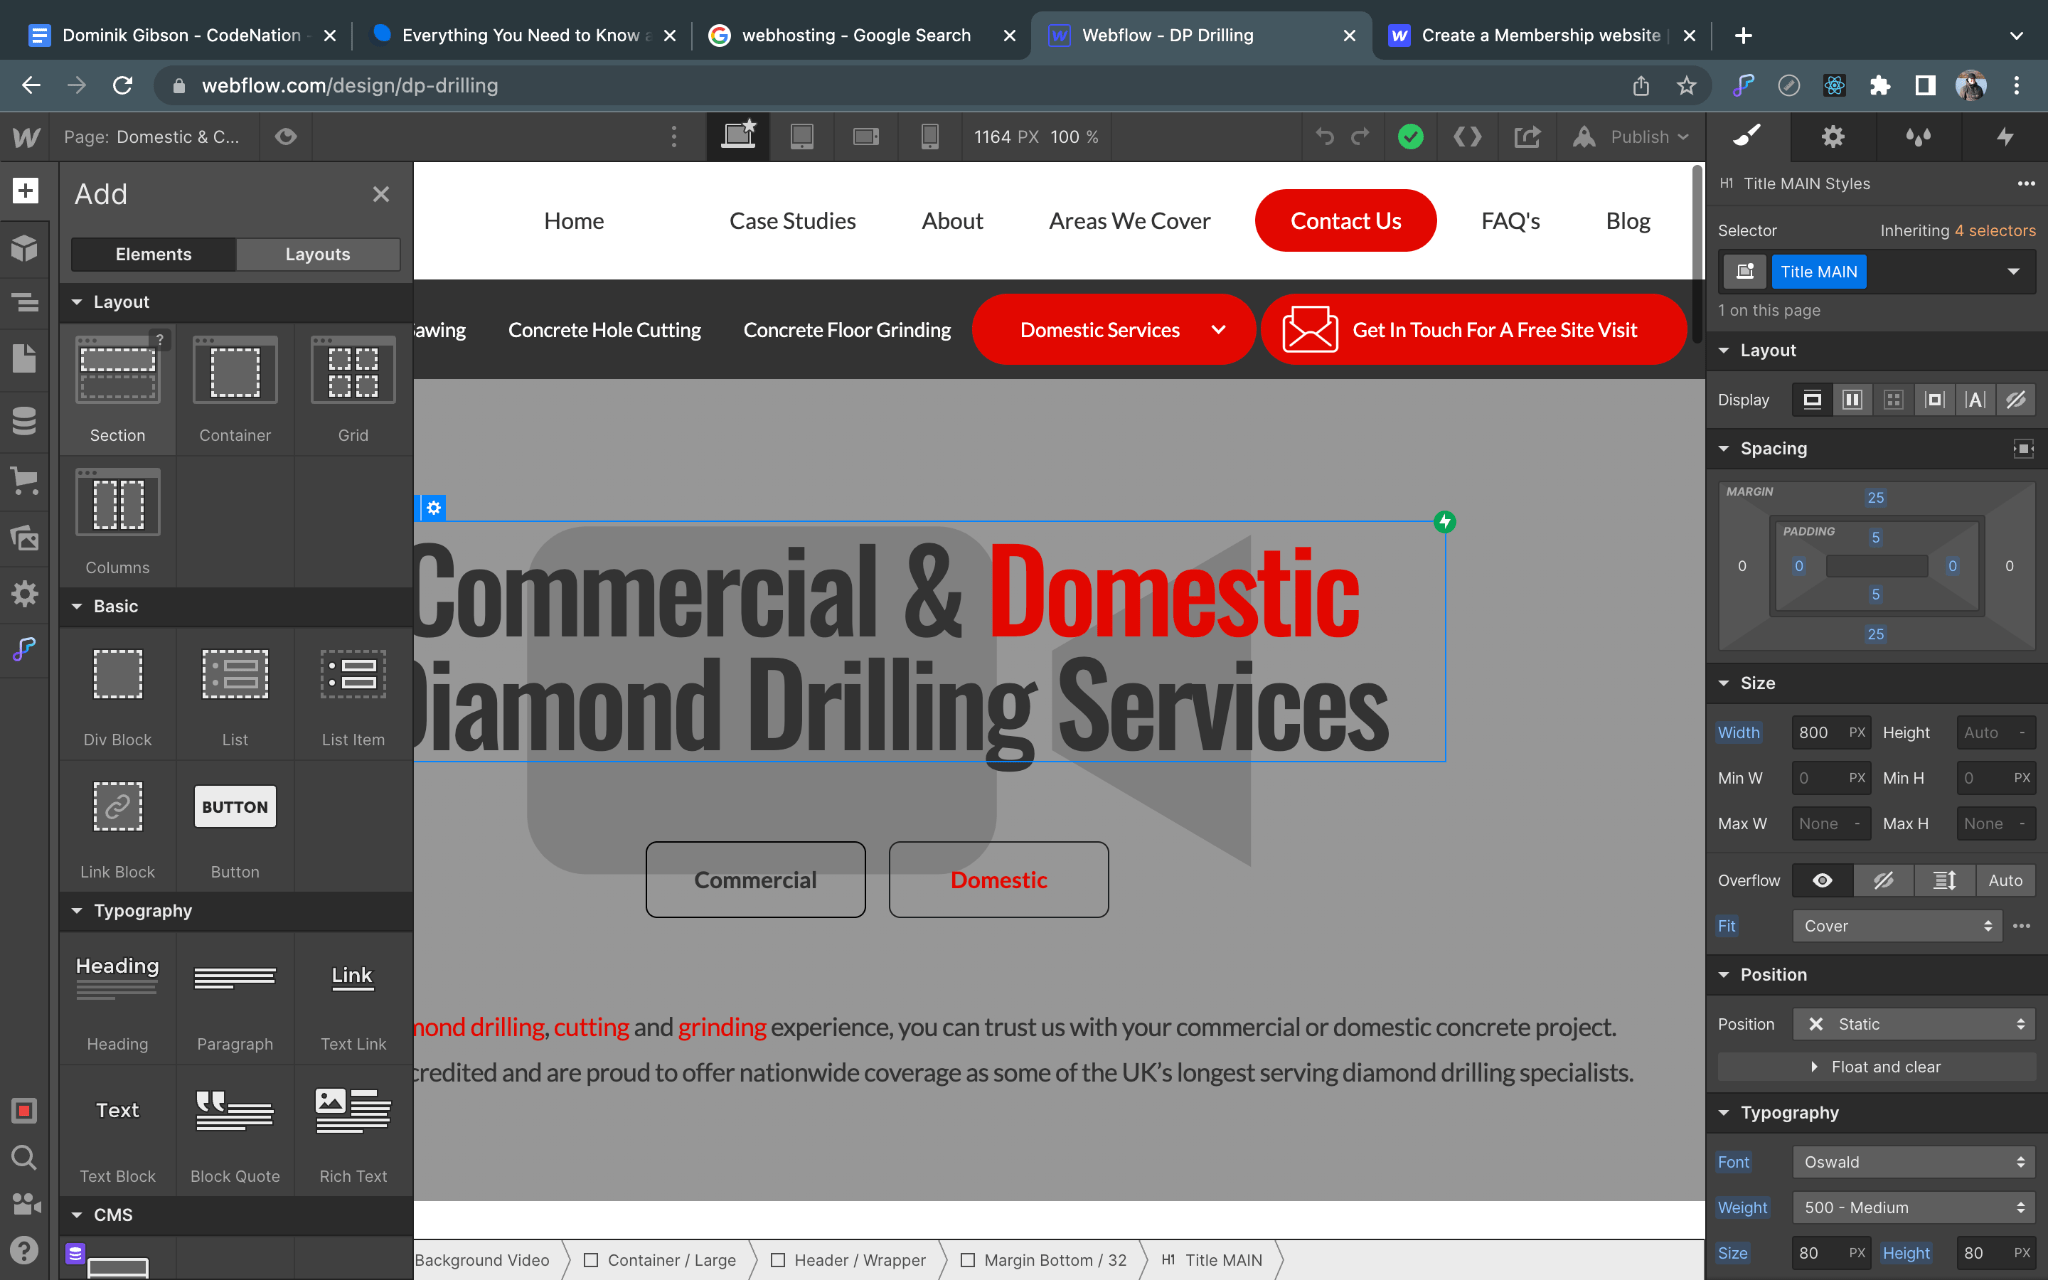 Dominik Gibson - CodeNation -
Everything You Need to Know a
webhosting - Google Search
Webflow - DP Drilling
Create a Membership website |
webflow.com/design/dp-drilling
Page: Domestic & C...
1164 PX 100 %
Publish
Add
Elements
Layouts
Layout
?
Section
Container
Grid
Columns
Basic
Div Block
List
List Item
BUTTON
Link Block
Button
Typography
Heading
Link
Heading
Paragraph
Text Link
Text
Text Block
Block Quote
Rich Text
CMS
Home
Case Studies
About
Areas We Cover
Contact Us
FAQ's
Blog
Sawing
Concrete Hole Cutting
Concrete Floor Grinding
Domestic Services
Get In Touch For A Free Site Visit
Commercial & Domestic
Diamond Drilling Services
Commercial
Domestic
mond drilling, cutting and grinding experience, you can trust us with your commercial or domestic concrete project.
credited and are proud to offer nationwide coverage as some of the UK's longest serving diamond drilling specialists.
Background Video
Container / Large
Header / Wrapper
Margin Bottom / 32
H1 Title MAIN
H1 Title MAIN Styles
Selector
Inheriting 4 selectors
Title MAIN
1 on this page
Layout
Display
Spacing
MARGIN
25
PADDING
5
0 0 0 0
5
25
Size
Width 800 PX Height Auto -
Min W 0 PX Min H 0 PX
Max W None - Max H None -
Overflow Auto
Fit Cover
Position
Position Static
Float and clear
Typography
Font Oswald
Weight 500 - Medium
Size 80 PX Height 80 PX